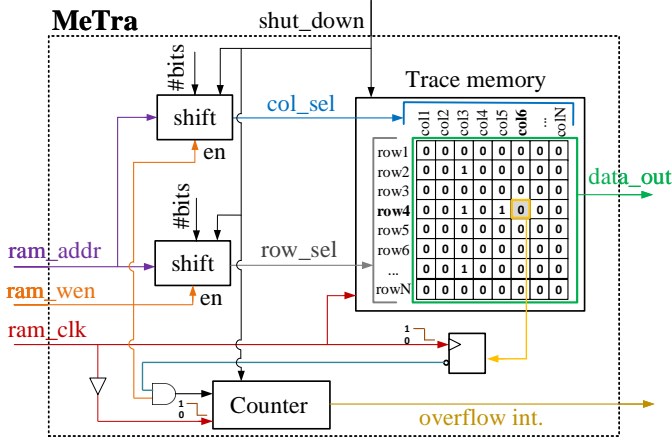 MeTra
shut_down
#bits
Trace memory
shift
col_sel
en
col1 col2 col3 col4 col5 col6 ... colN
row1 0 0 0 0 0 0 0 0
row2 0 0 1 0 0 0 0 0
row3 0 0 0 0 0 0 0 0
row4 0 0 1 0 1 0 0 0
row5 0 0 0 0 0 0 0 0
row6 0 0 0 0 0 0 0 0
... 0 0 1 0 0 0 0 0
rowN 0 0 0 0 0 0 0 0
data_out
#bits
ram_addr
shift
row_sel
ram_wen
en
ram_clk
1
0
1
0
Counter
overflow int.